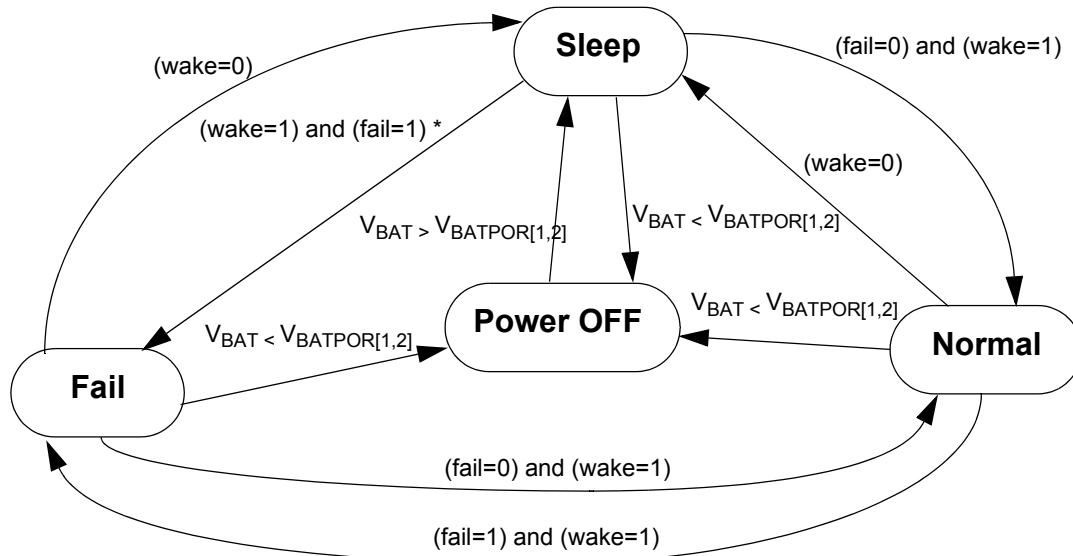 Sleep
(wake=0)
(fail=0) and (wake=1)
(wake=1) and (fail=1) *
(wake=0)
VBAT > VBATPOR[1,2]
VBAT < VBATPOR[1,2]
VBAT < VBATPOR[1,2]
VBAT < VBATPOR[1,2]
Power OFF
Normal
Fail
(fail=0) and (wake=1)
(fail=1) and (wake=1)